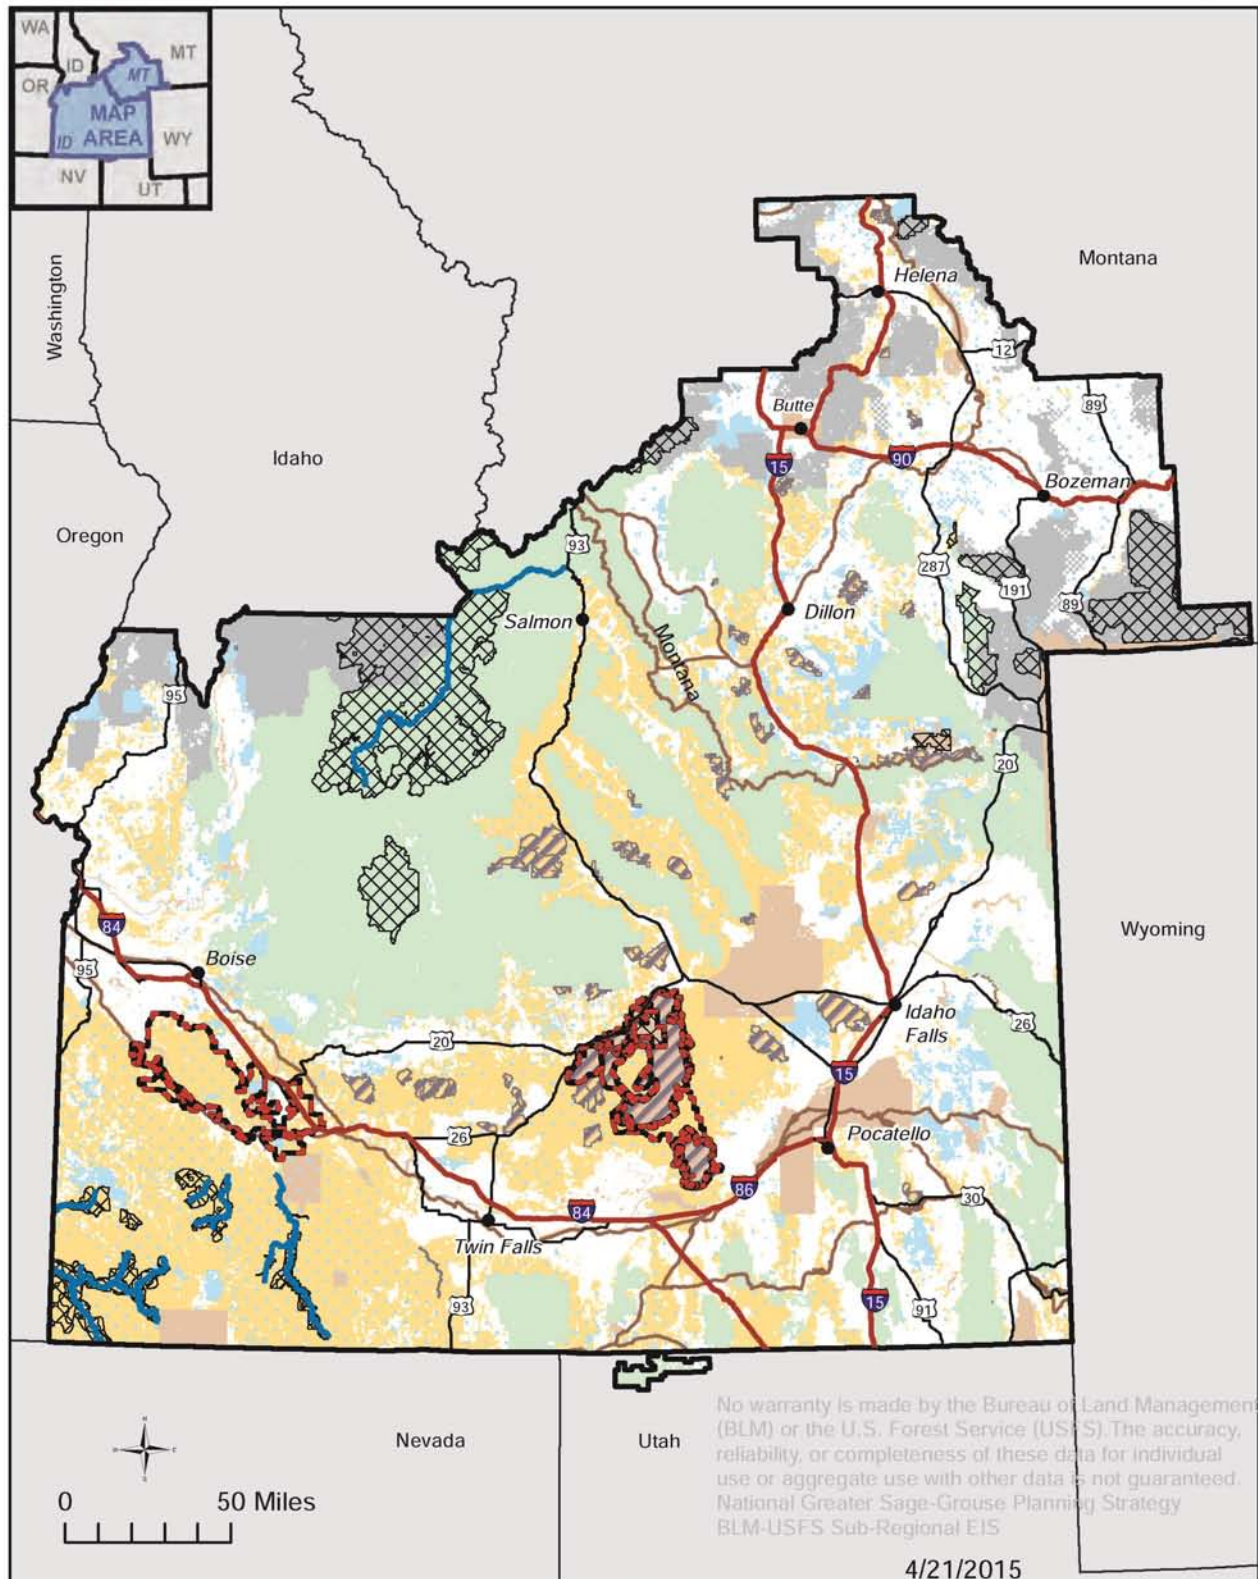 WA
MT
ID
MT
OR
MAP
AREA
ID
WY
NV
UT
Washington
Montana
Helena
12
Butte
89
Idaho
15
90
Bozeman
Oregon
93
287
191
89
Salmon
Dillon
Montana
95
20
84
Wyoming
Boise
95
Idaho
Falls
26
20
15
26
Pocatello
86
30
84
Twin Falls
93
15
91
No warranty is made by the Bureau of Land Management
(BLM) or the U.S. Forest Service (USFS).The accuracy,
reliability, or completeness of these data for individual
use or aggregate use with other data is not guaranteed.
National Greater Sage-Grouse Planning Strategy
BLM-USFS Sub-Regional EIS
Nevada
Utah
0
50 Miles
4/21/2015